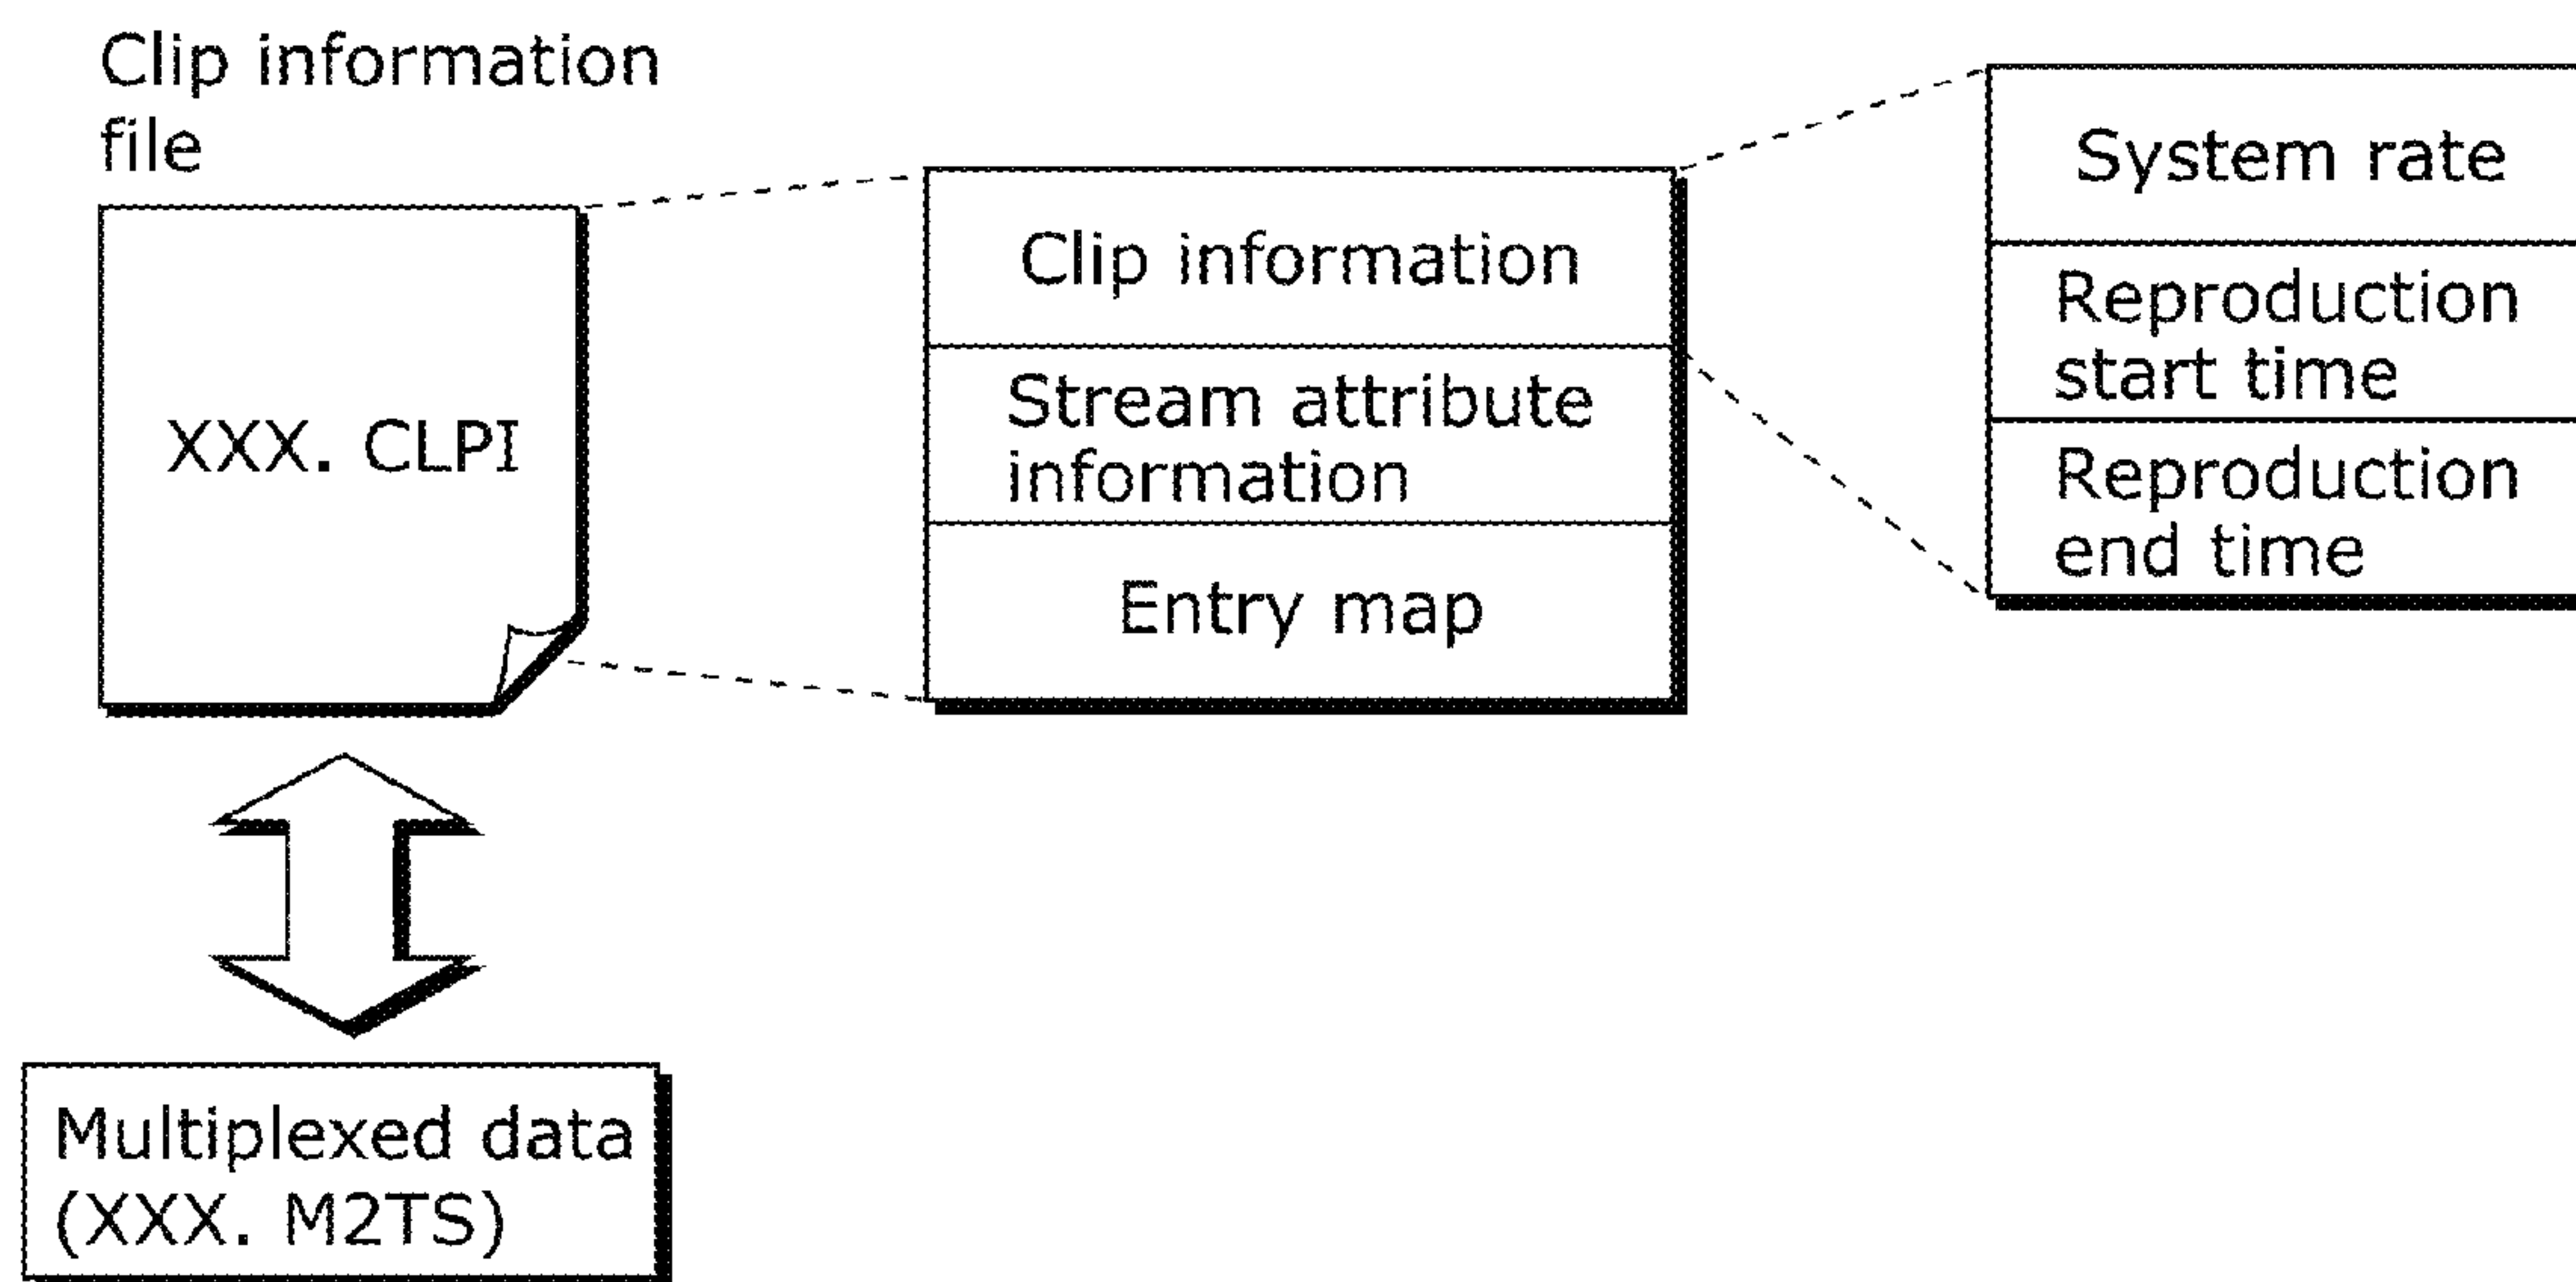 Clip information
file
XXX. CLPI
Clip information
Stream attribute
information
Entry map
System rate
Reproduction
start time
Reproduction
end time
Multiplexed data
(XXX. M2TS)